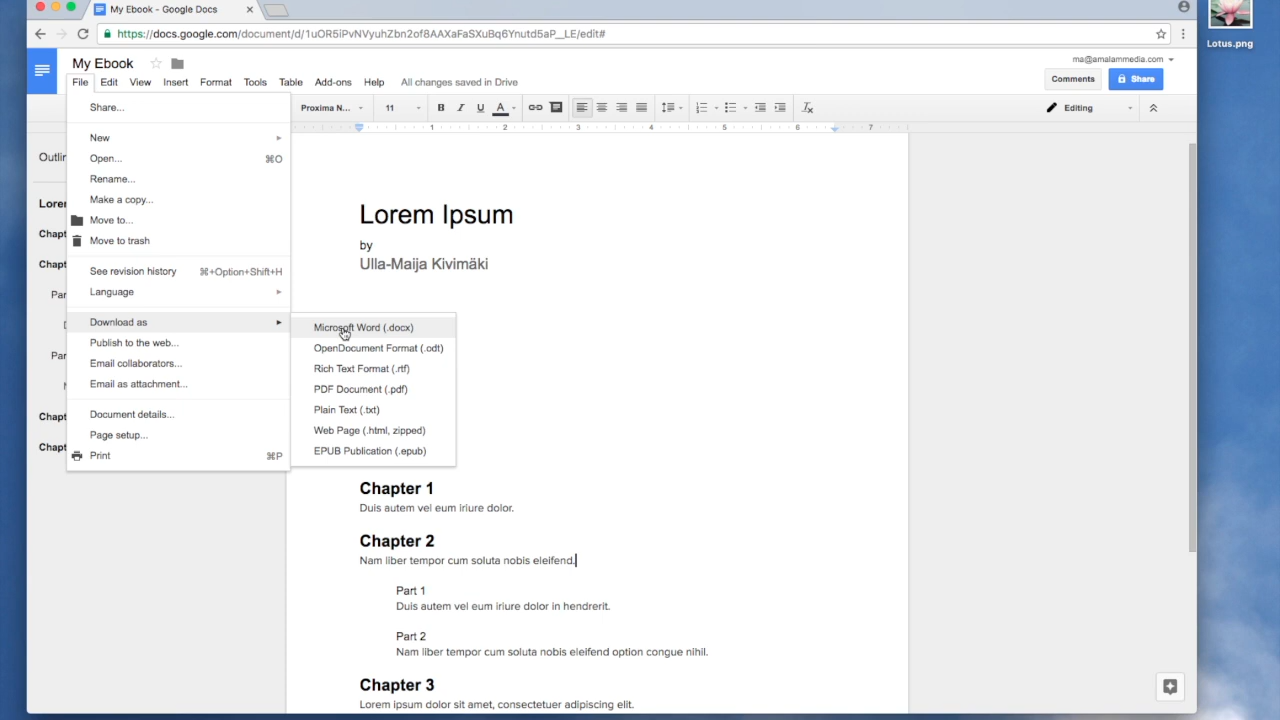 My Ebook - Google Docs
https://docs.google.com/document/d/1uOR5iPvNVyuhZbn2of8AAXaFaSXuBq6Ynutd5aP__LE/edit#
Lotus.png
My Ebook
ma@amalammedia.com
File Edit View Insert Format Tools Table Add-ons Help All changes saved in Drive
Comments
Share
Proxima N...
11
B I U A
Editing
1 2 3 4 5 6 7
Share...
New
Open... ⌘O
Rename...
Make a copy...
Move to...
Move to trash
See revision history ⌘+Option+Shift+H
Language
Download as
Publish to the web...
Email collaborators...
Email as attachment...
Document details...
Page setup...
Print ⌘P
Microsoft Word (.docx)
OpenDocument Format (.odt)
Rich Text Format (.rtf)
PDF Document (.pdf)
Plain Text (.txt)
Web Page (.html, zipped)
EPUB Publication (.epub)
Lorem Ipsum
by
Ulla-Maija Kivimäki
Chapter 1
Duis autem vel eum iriure dolor.
Chapter 2
Nam liber tempor cum soluta nobis eleifend.
Part 1
Duis autem vel eum iriure dolor in hendrerit.
Part 2
Nam liber tempor cum soluta nobis eleifend option congue nihil.
Chapter 3
Lorem ipsum dolor sit amet, consectetuer adipiscing elit.